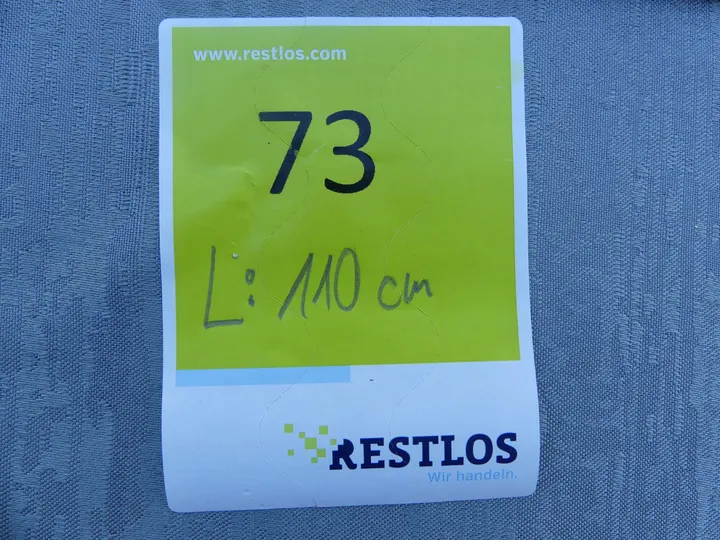 www.restlos.com
73
L: 110 cm
RESTLOS
Wir handeln.